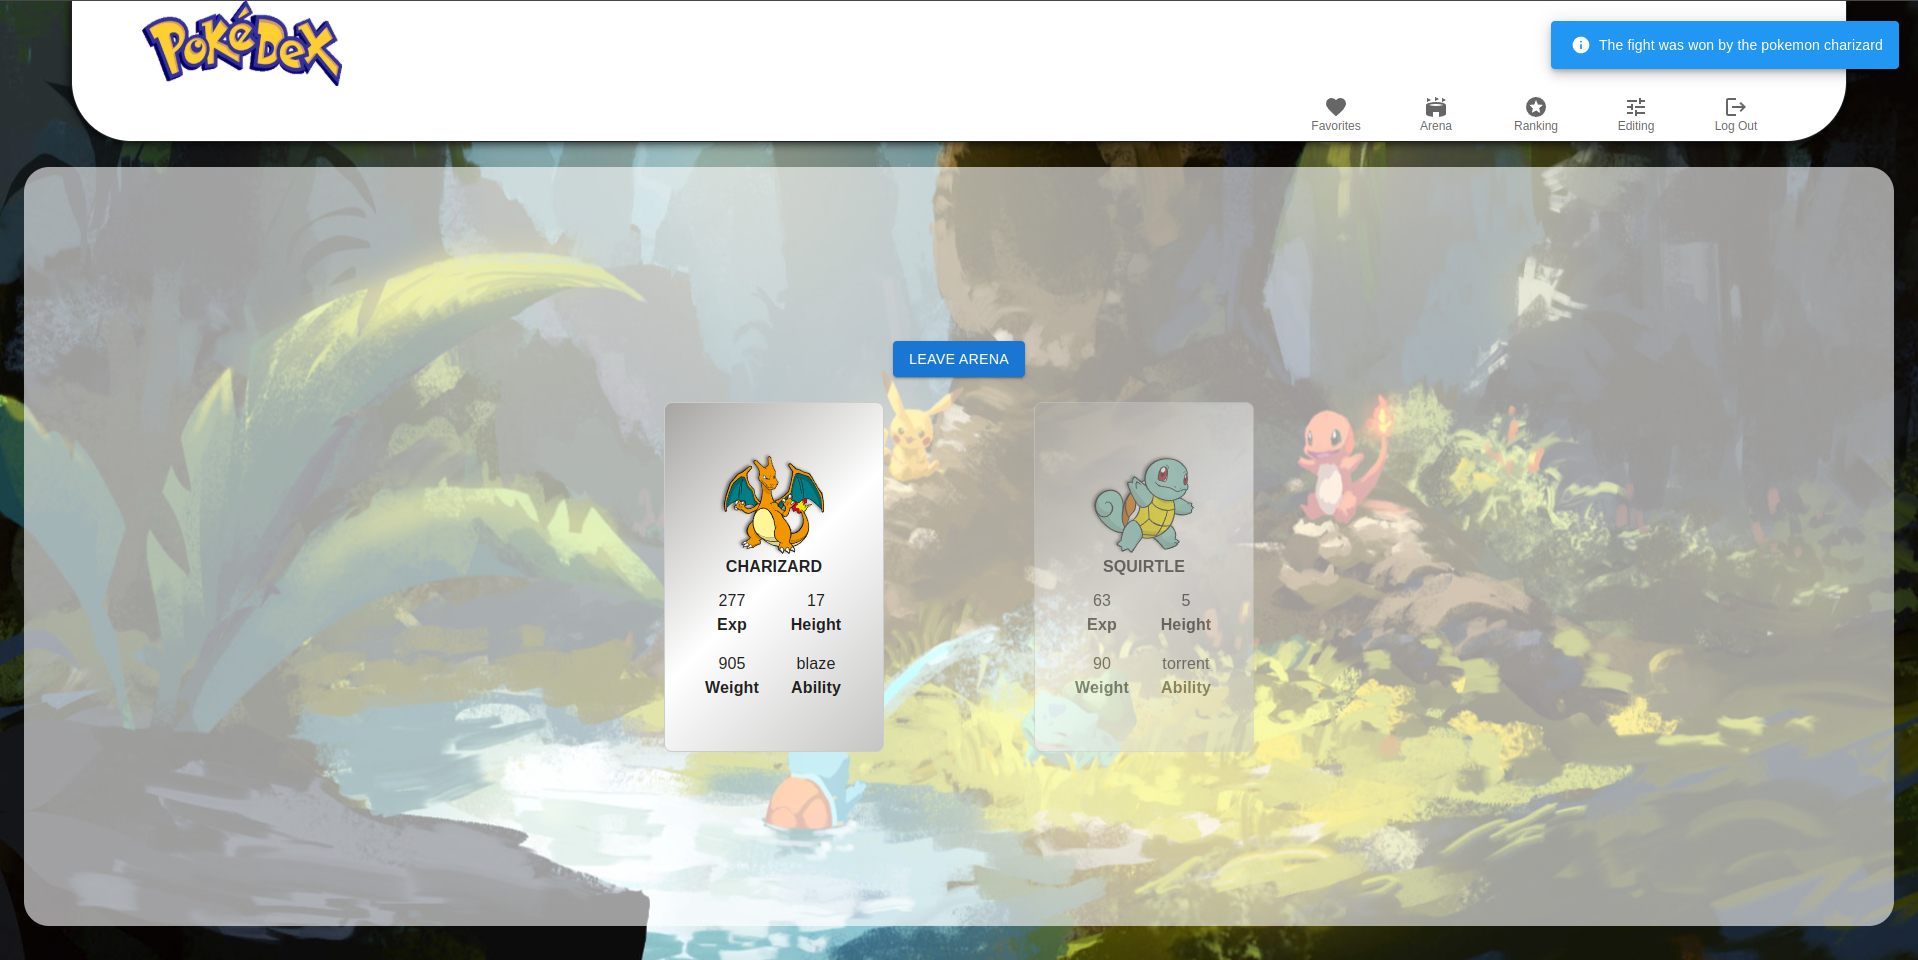 PokéDex
The fight was won by the pokemon charizard
Favorites
Arena
Ranking
Editing
Log Out
LEAVE ARENA
CHARIZARD
277 17
Exp Height
905 blaze
Weight Ability
SQUIRTLE
63 5
Exp Height
90 torrent
Weight Ability